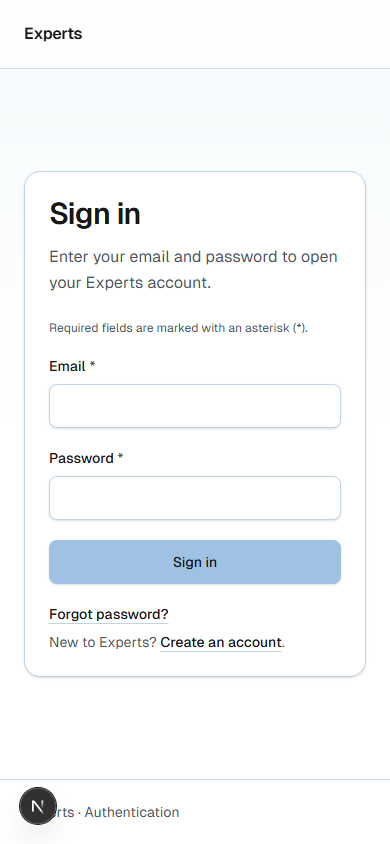 Experts
Sign in
Enter your email and password to open
your Experts account.
Required fields are marked with an asterisk (*).
Email *
Password *
Sign in
Forgot password?
New to Experts? Create an account.
N
· Authentication